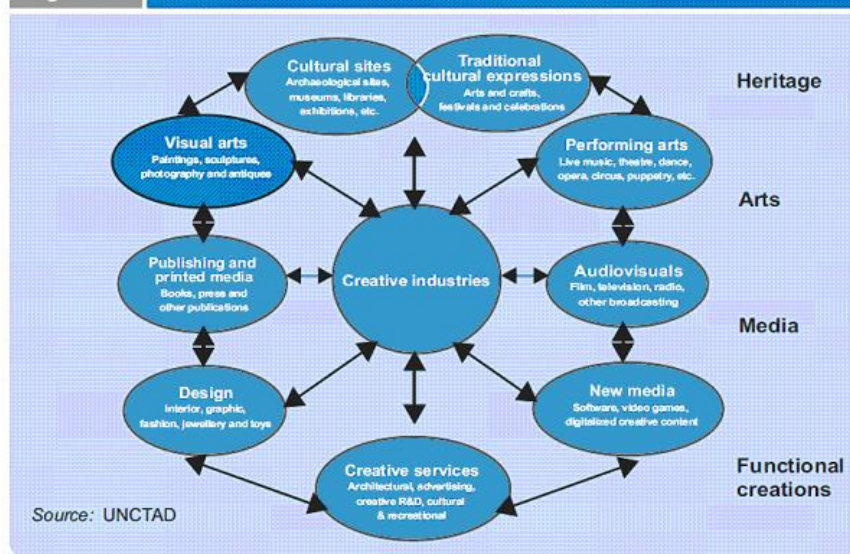 Cultural sites
Archaeological sites,
museums, libraries,
exhibitions, etc.
Traditional
cultural expressions
Arts and crafts,
festivals and celebrations
Heritage
Visual arts
Paintings, sculptures,
photography and antiques
Performing arts
Live music, theatre, dance,
opera, circus, puppetry, etc.
Arts
Publishing and
printed media
Books, press and
other publications
Creative industries
Audiovisuals
Film, television, radio,
other broadcasting
Media
Design
Interior, graphic,
fashion, jewellery and toys
New media
Software, video games,
digitalized creative content
Creative services
Architectural, advertising,
creative R&D, cultural
& recreational
Functional
creations
Source: UNCTAD